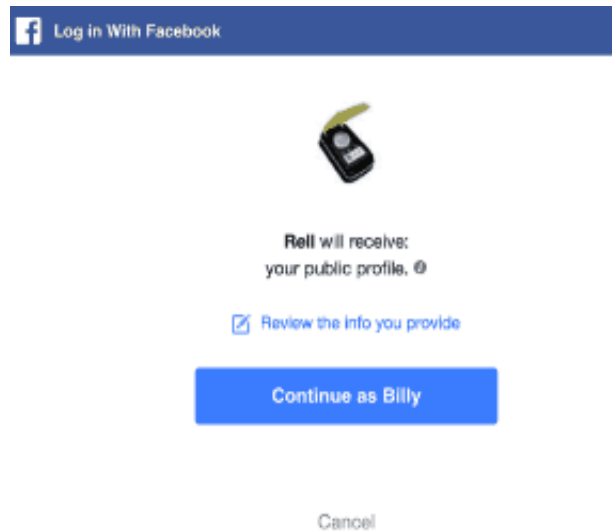 f Log in With Facebook
Rell will receive:
your public profile.
Review the info you provide
Continue as Billy
Cancel